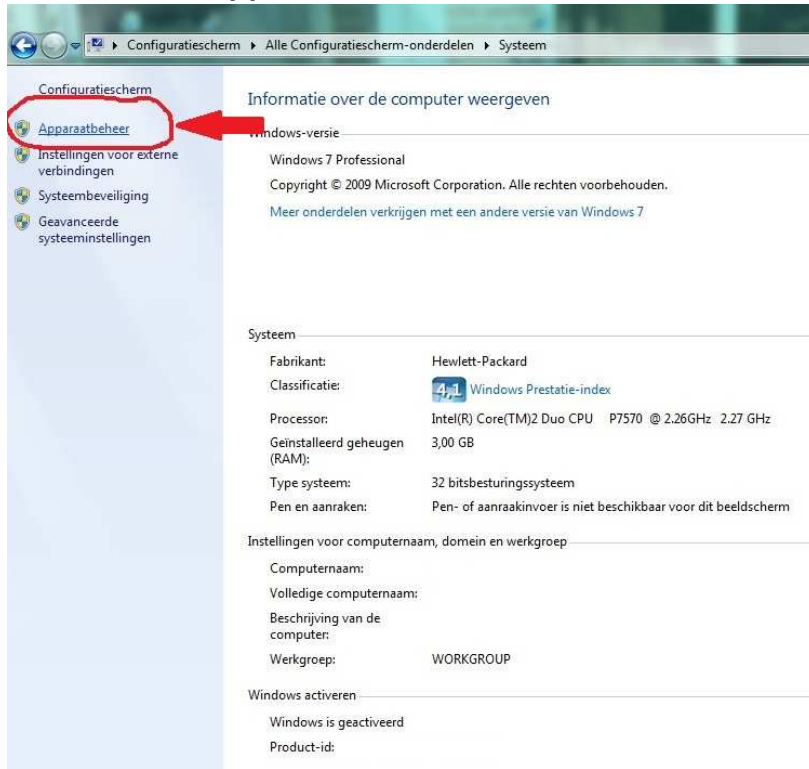 Configuratiescherm ▸ Alle Configuratiescherm-onderdelen ▸ Systeem
Configuratiescherm
Apparaatbeheer
Instellingen voor externe
verbindingen
Systeembeveiliging
Geavanceerde
systeeminstellingen
Informatie over de computer weergeven
Windows-versie
Windows 7 Professional
Copyright © 2009 Microsoft Corporation. Alle rechten voorbehouden.
Meer onderdelen verkrijgen met een andere versie van Windows 7
Systeem
Fabrikant: Hewlett-Packard
Classificatie: 4,1 Windows Prestatie-index
Processor: Intel(R) Core(TM)2 Duo CPU P7570 @ 2.26GHz 2.27 GHz
Geïnstalleerd geheugen 3,00 GB
(RAM):
Type systeem: 32 bitsbesturingssysteem
Pen en aanraken: Pen- of aanraakinvoer is niet beschikbaar voor dit beeldscherm
Instellingen voor computernaam, domein en werkgroep
Computernaam:
Volledige computernaam:
Beschrijving van de
computer:
Werkgroep: WORKGROUP
Windows activeren
Windows is geactiveerd
Product-id: